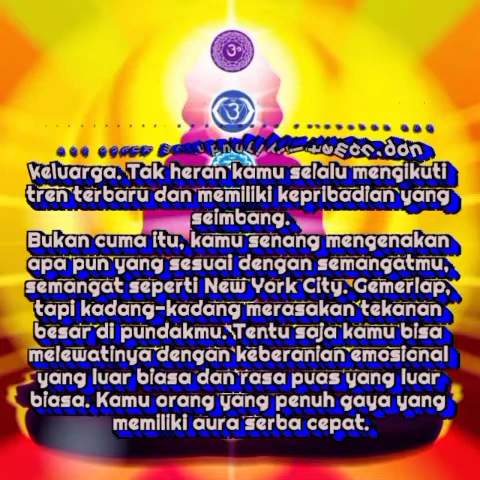 teman, dan
keluarga. Tak heran kamu selalu mengikuti
tren terbaru dan memiliki kepribadian yang
seimbang.
Bukan cuma itu, kamu senang mengenakan
apa pun yang sesuai dengan semangatmu,
semangat seperti New York City. Gemerlap,
tapi kadang-kadang merasakan tekanan
besar di pundakmu. Tentu saja kamu bisa
melewatinya dengan keberanian emosional
yang luar biasa dan rasa puas yang luar
biasa. Kamu orang yang penuh gaya yang
memiliki aura serba cepat.